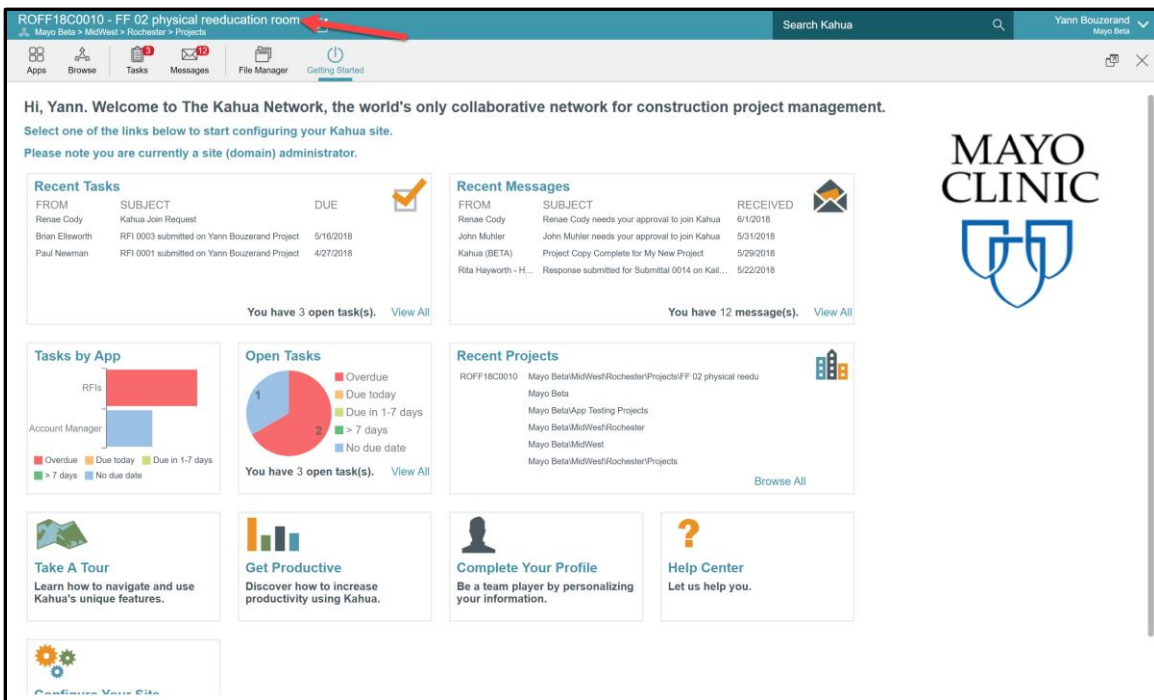 ROFF18C0010 - FF 02 physical reeducation room
Mayo Beta > MidWest > Rochester > Projects
Search Kahua
Yann Bouzerand
Mayo Beta
Apps
Browse
3
Tasks
12
Messages
File Manager
Getting Started
Hi, Yann. Welcome to The Kahua Network, the world's only collaborative network for construction project management.
Select one of the links below to start configuring your Kahua site.
Please note you are currently a site (domain) administrator.
MAYO
CLINIC
Recent Tasks
FROM SUBJECT DUE
Renae Cody Kahua Join Request
Brian Ellsworth RFI 0003 submitted on Yann Bouzerand Project 5/16/2018
Paul Newman RFI 0001 submitted on Yann Bouzerand Project 4/27/2018
You have 3 open task(s). View All
Recent Messages
FROM SUBJECT RECEIVED
Renae Cody Renae Cody needs your approval to join Kahua 6/1/2018
John Muhler John Muhler needs your approval to join Kahua 5/31/2018
Kahua (BETA) Project Copy Complete for My New Project 5/29/2018
Rita Hayworth - H... Response submitted for Submittal 0014 on Kail... 5/22/2018
You have 12 message(s). View All
Tasks by App
RFIs
Account Manager
Overdue Due today Due in 1-7 days
> 7 days No due date
Open Tasks
1
2
Overdue
Due today
Due in 1-7 days
> 7 days
No due date
You have 3 open task(s). View All
Recent Projects
ROFF18C0010 Mayo Beta\MidWest\Rochester\Projects\FF 02 physical reedu
Mayo Beta
Mayo Beta\App Testing Projects
Mayo Beta\MidWest\Rochester
Mayo Beta\MidWest
Mayo Beta\MidWest\Rochester\Projects
Browse All
Take A Tour
Learn how to navigate and use
Kahua's unique features.
Get Productive
Discover how to increase
productivity using Kahua.
Complete Your Profile
Be a team player by personalizing
your information.
?
Help Center
Let us help you.
Configure Your Site